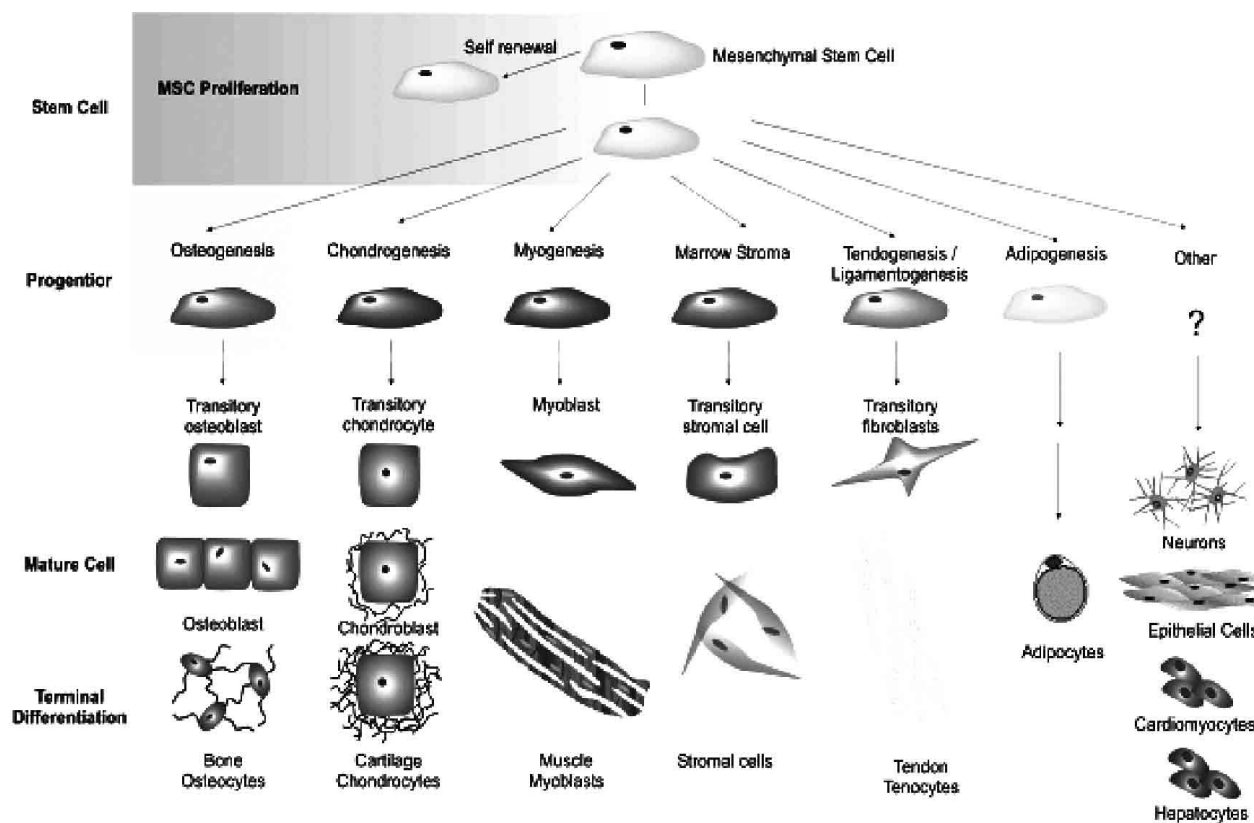 Self renewal
Mesenchymal Stem Cell
MSC Proliferation
Stem Cell
Osteogenesis
Chondrogenesis
Myogenesis
Marrow Stroma
Tendogenesis /
Ligamentogenesis
Adipogenesis
Other
Progentior
?
Transitory
osteoblast
Transitory
chondrocyte
Myoblast
Transitory
stromal cell
Transitory
fibroblasts
Mature Cell
Osteoblast
Chondroblast
Neurons
Adipocytes
Epithelial Cells
Terminal
Differentiation
Bone
Osteocytes
Cartilage
Chondrocytes
Muscle
Myoblasts
Stromal cells
Tendon
Tenocytes
Cardiomyocytes
Hepatocytes